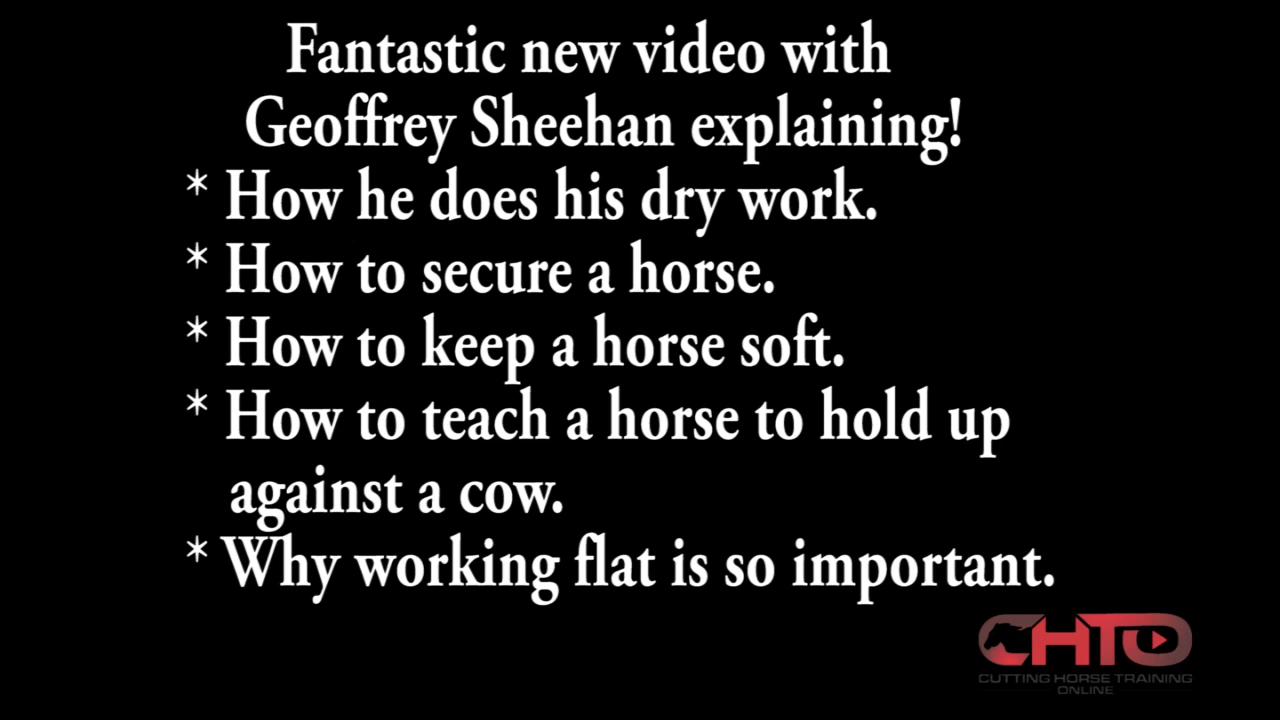 Fantastic new video with
Geoffrey Sheehan explaining!
* How he does his dry work.
* How to secure a horse.
* How to keep a horse soft.
* How to teach a horse to hold up
against a cow.
* Why working flat is so important.
CHTO
CUTTING HORSE TRAINING
ONLINE